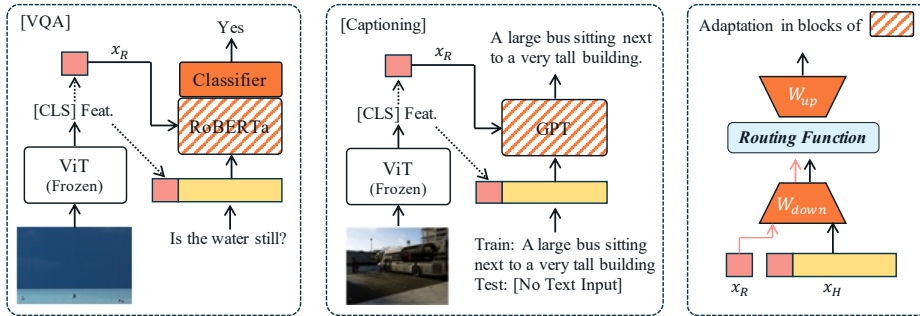 [VQA]
Yes
x_R
Classifier
[CLS] Feat.
RoBERTa
ViT
(Frozen)
Is the water still?
[Captioning]
A large bus sitting next
to a very tall building.
x_R
[CLS] Feat.
GPT
ViT
(Frozen)
Train: A large bus sitting
next to a very tall building
Test: [No Text Input]
Adaptation in blocks of
W_up
Routing Function
W_down
x_R
x_H